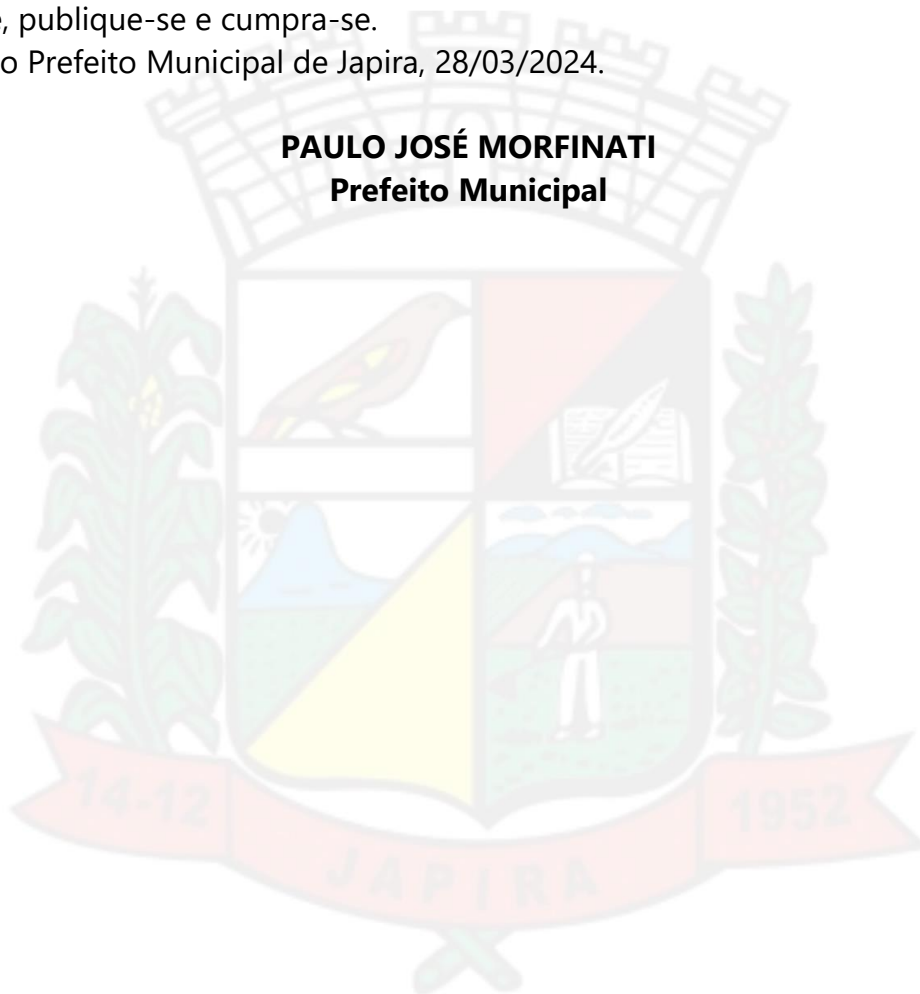 , publique-se e cumpra-se.
o Prefeito Municipal de Japira, 28/03/2024.
PAULO JOSÉ MORFINATI
Prefeito Municipal
14-12
1952
JAPIRA